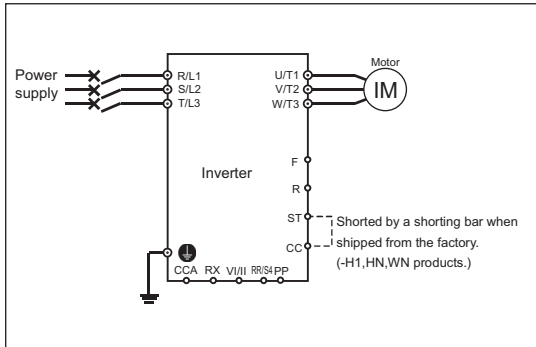 Motor
Power
supply
R/L1
S/L2
T/L3
U/T1
V/T2
W/T3
IM
F
Inverter
R
ST
Shorted by a shorting bar when
shipped from the factory.
(-H1,HN,WN products.)
CC
CCA RX VI/II RR/S4 PP